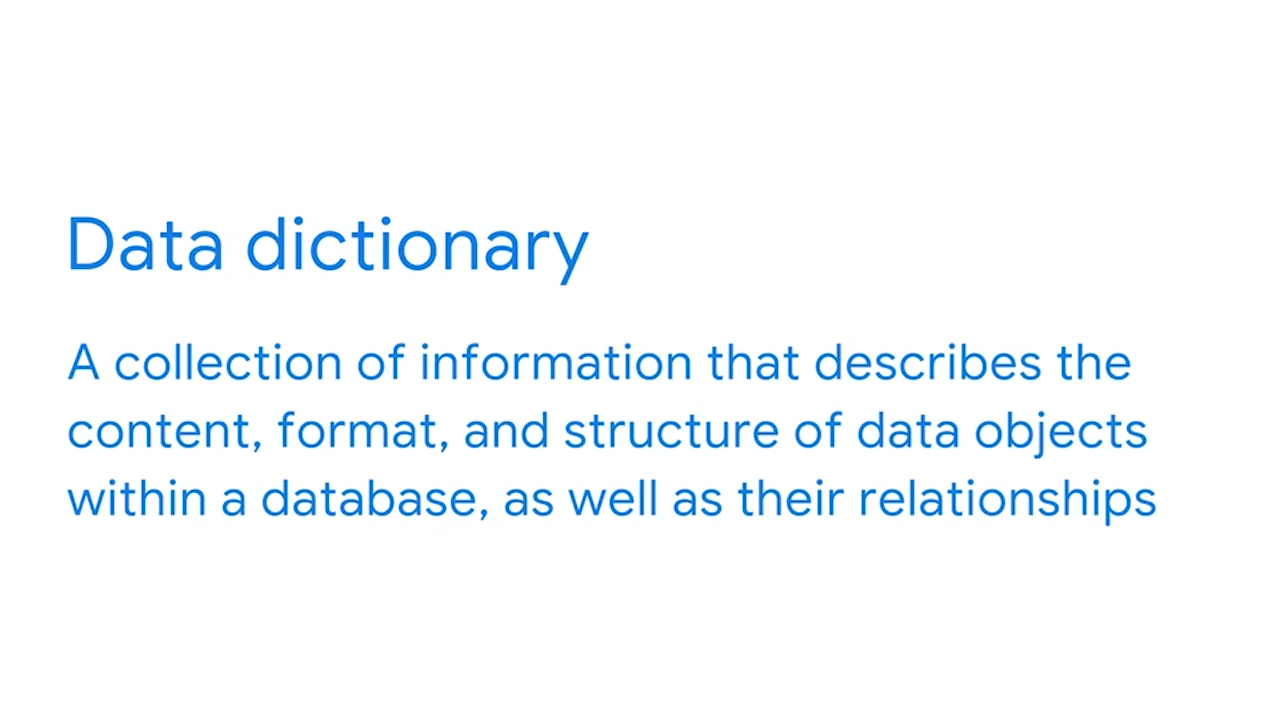 Data dictionary
A collection of information that describes the
content, format, and structure of data objects
within a database, as well as their relationships